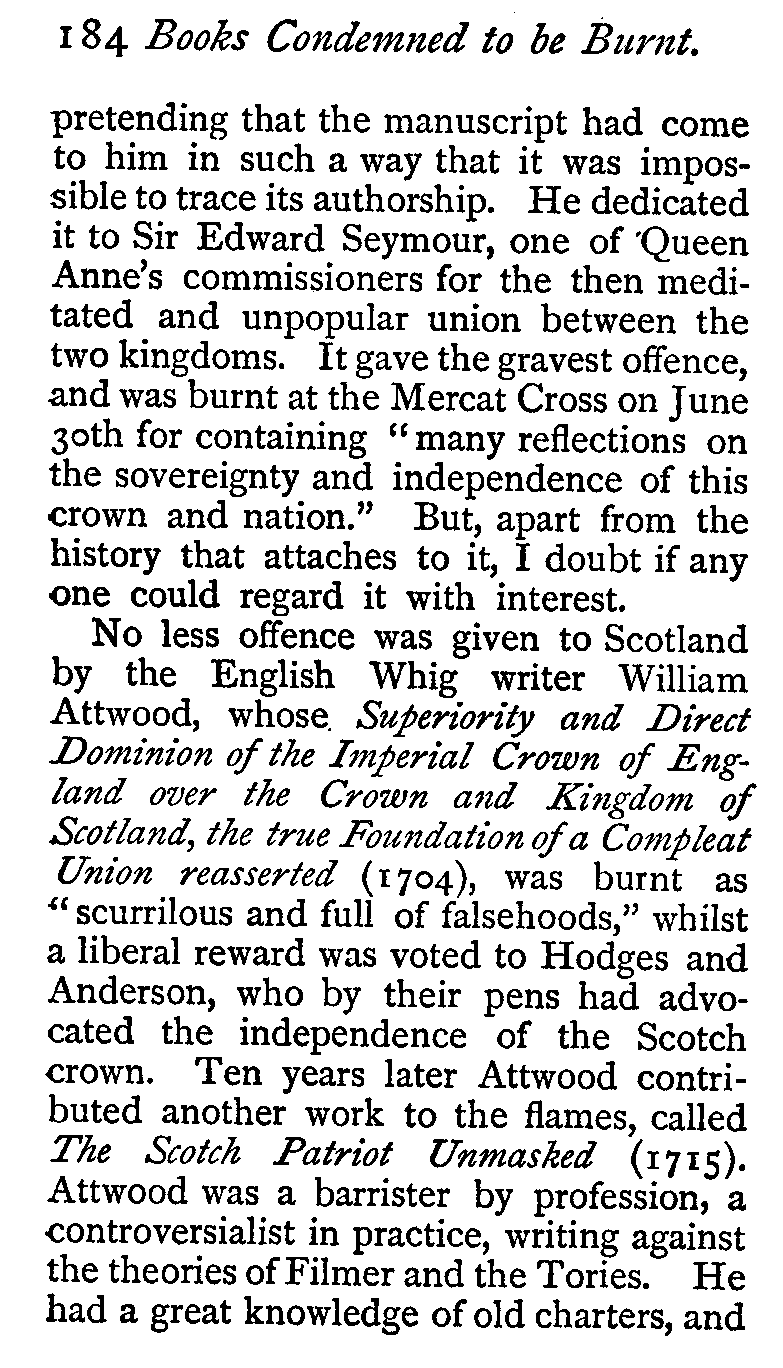 184 Books Condemned to be Burnt.
pretending that the manuscript had come
to him in such a way that it was impos-
sible to trace its authorship. He dedicated
it to Sir Edward Seymour, one of Queen
Anne's commissioners for the then medi-
tated and unpopular union between the
two kingdoms. It gave the gravest offence,
and was burnt at the Mercat Cross on June
30th for containing "many reflections on
the sovereignty and independence of this
crown and nation." But, apart from the
history that attaches to it, I doubt if any
one could regard it with interest.
No less offence was given to Scotland
by the English Whig writer William
Attwood, whose Superiority and Direct
Dominion of the Imperial Crown of Eng-
land over the Crown and Kingdom of
Scotland, the true Foundation of a Compleat
Union reasserted (1704), was burnt as
"scurrilous and full of falsehoods," whilst
a liberal reward was voted to Hodges and
Anderson, who by their pens had advo-
cated the independence of the Scotch
crown. Ten years later Attwood contri-
buted another work to the flames, called
The Scotch Patriot Unmasked (1715).
Attwood was a barrister by profession, a
controversialist in practice, writing against
the theories of Filmer and the Tories. He
had a great knowledge of old charters, and